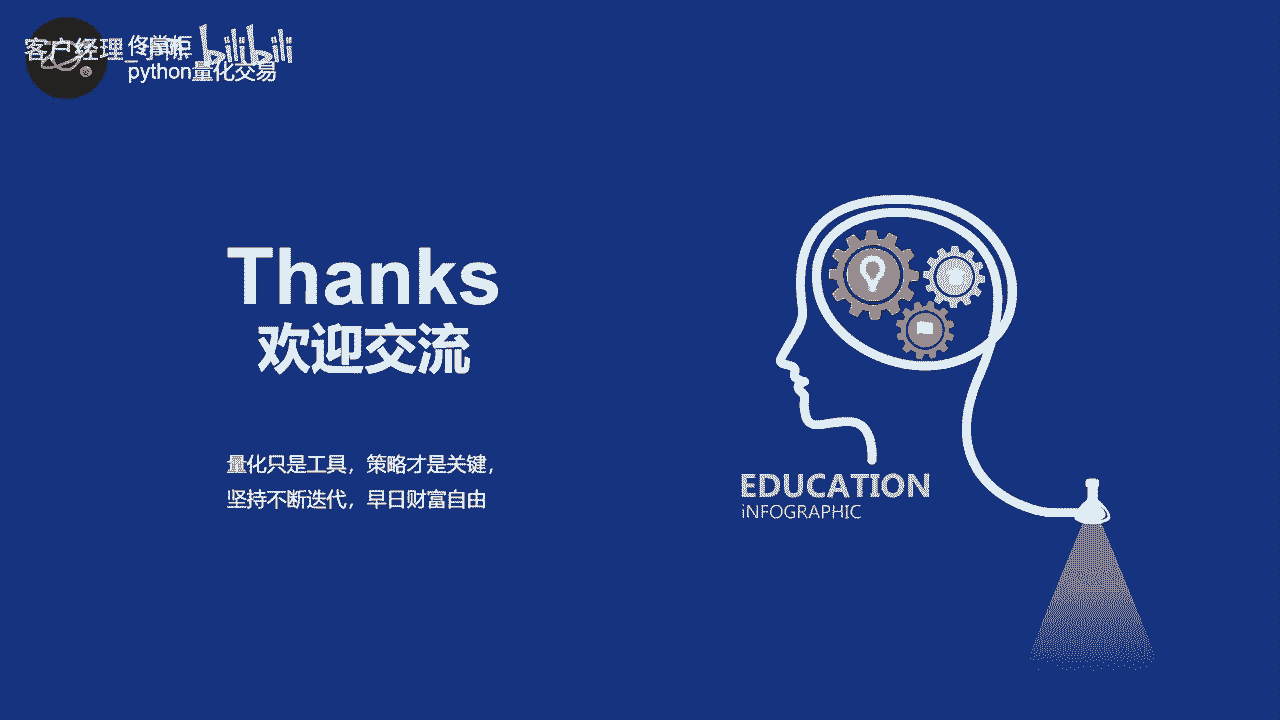 客户经理
佟掌柜
bilibili
python量化交易
Thanks
欢迎交流
量化只是工具，策略才是关键，
坚持不断迭代，早日财富自由
EDUCATION
iNFOGRAPHIC